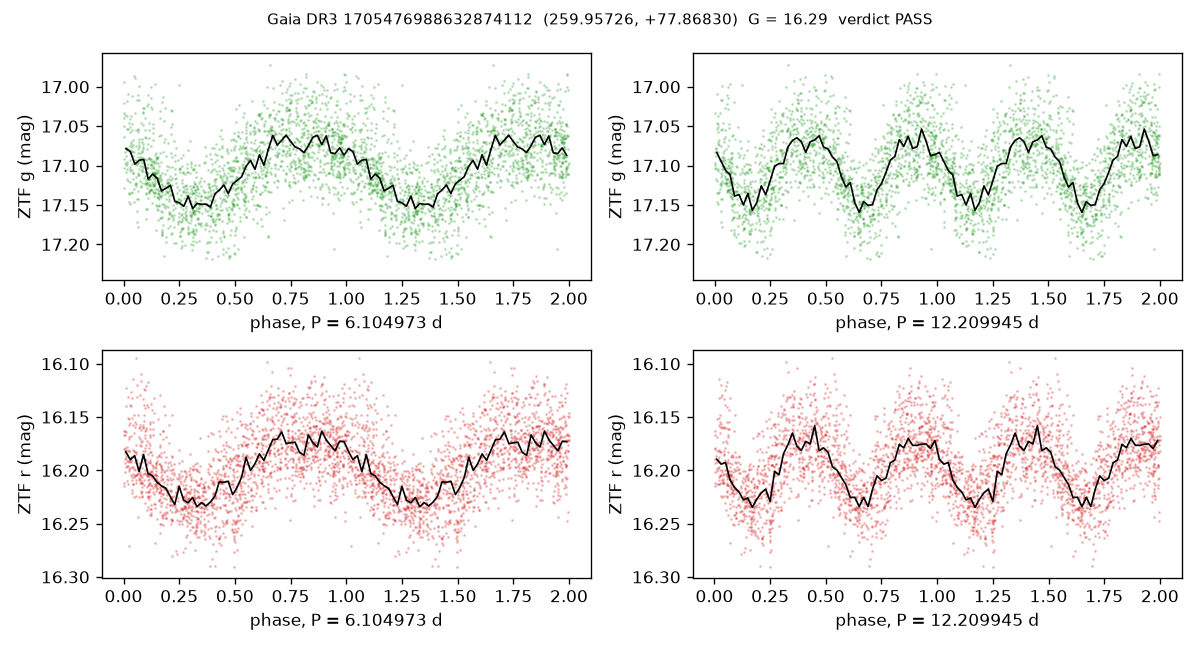 Gaia DR3 1705476988632874112  (259.95726, +77.86830)  G = 16.29  verdict PASS
ZTF g (mag)
17.00
17.05
17.10
17.15
17.20
0.00 0.25 0.50 0.75 1.00 1.25 1.50 1.75 2.00
phase, P = 6.104973 d
ZTF g (mag)
17.00
17.05
17.10
17.15
17.20
0.00 0.25 0.50 0.75 1.00 1.25 1.50 1.75 2.00
phase, P = 12.209945 d
ZTF r (mag)
16.10
16.15
16.20
16.25
16.30
0.00 0.25 0.50 0.75 1.00 1.25 1.50 1.75 2.00
phase, P = 6.104973 d
ZTF r (mag)
16.10
16.15
16.20
16.25
16.30
0.00 0.25 0.50 0.75 1.00 1.25 1.50 1.75 2.00
phase, P = 12.209945 d